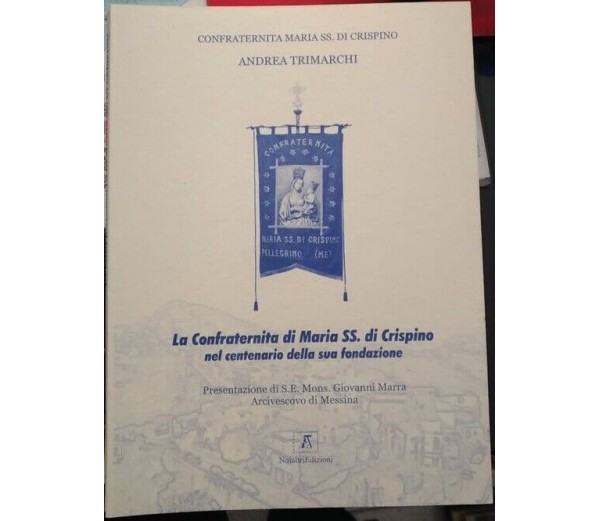 CONFRATERNITA MARIA SS. DI CRISPINO
ANDREA TRIMARCHI
CONFRATERNITA
MARIA SS. DI CRISPINO
PELLEGRINO (ME)
La Confraternita di Maria SS. di Crispino
nel centenario della sua fondazione
Presentazione di S.E. Mons. Giovanni Marra
Arcivescovo di Messina
NoialtriEdizioni